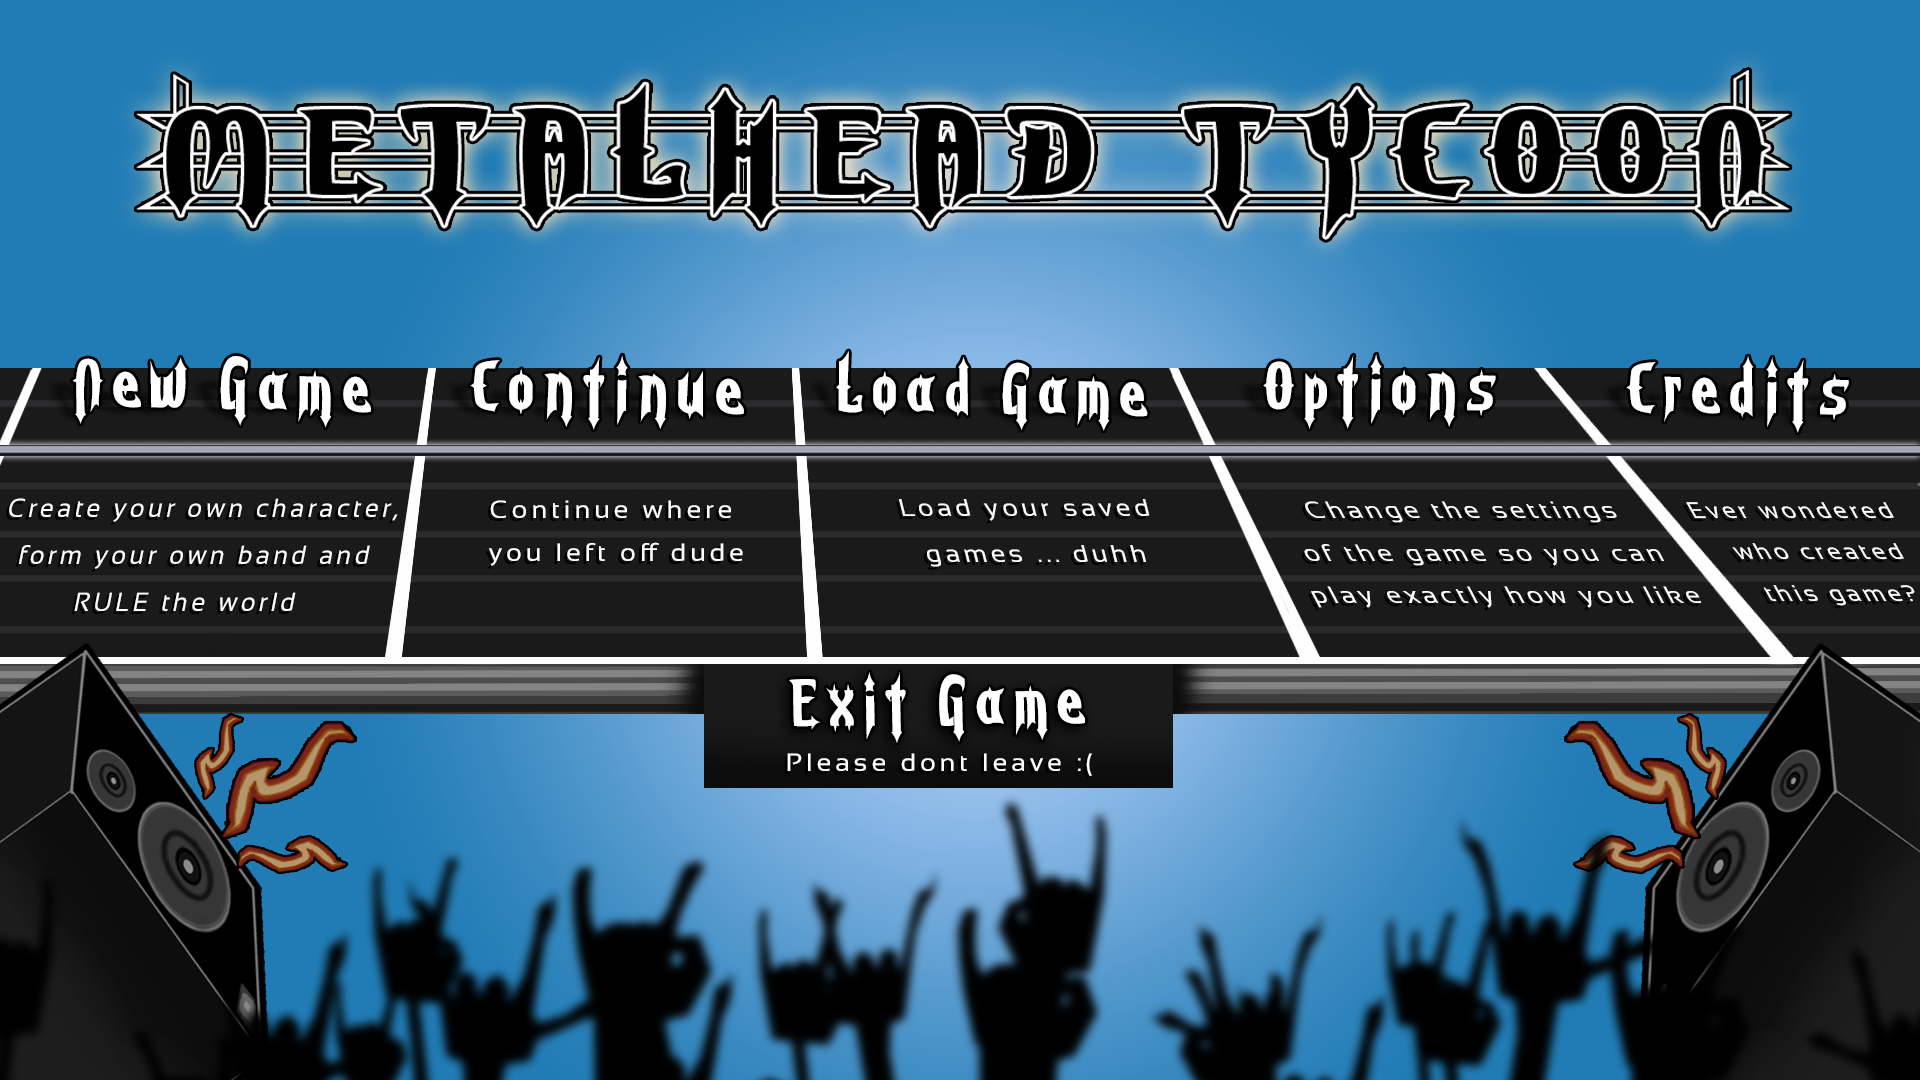 METALHEAD TYCOON
New Game
Create your own character,
form your own band and
RULE the world
Continue
Continue where
you left off dude
Load Game
Load your saved
games ... duhh
Options
Change the settings
of the game so you can
play exactly how you like
Credits
Ever wondered
who created
this game?
Exit Game
Please dont leave :(